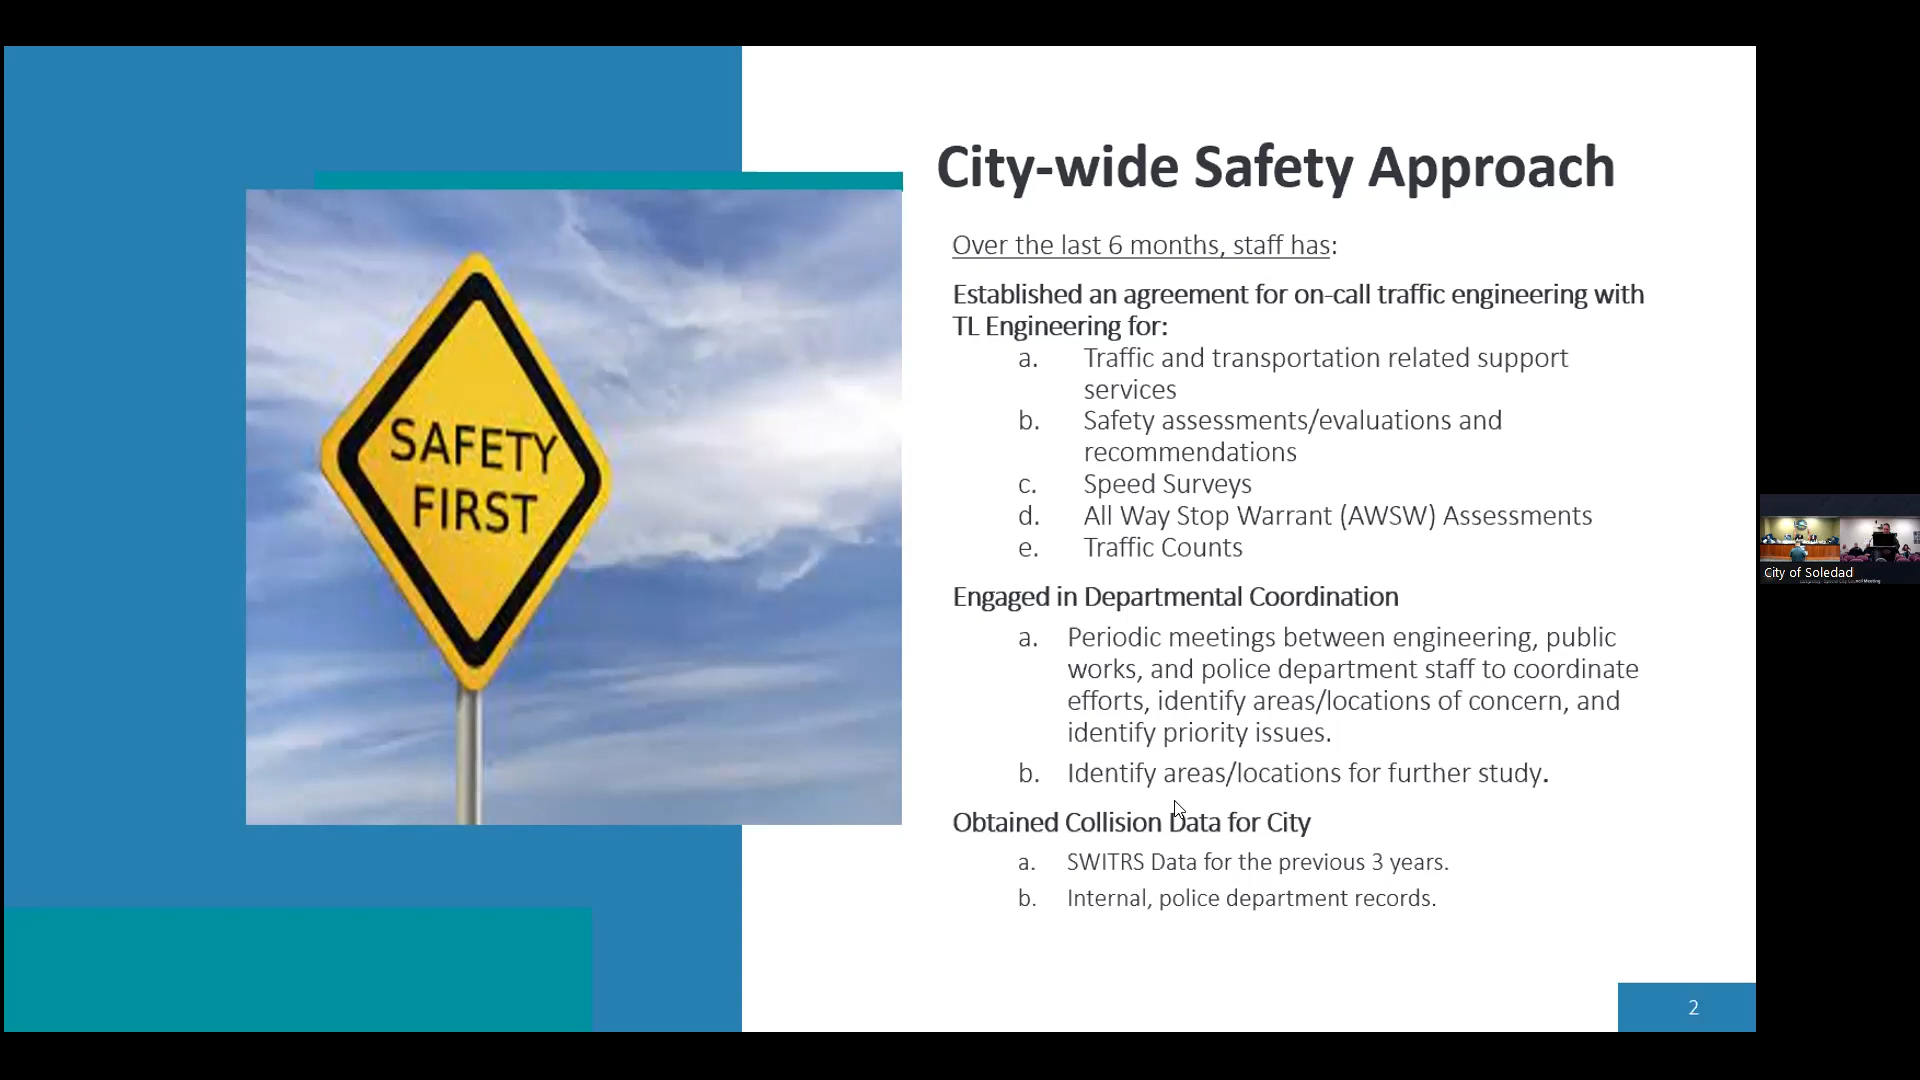 City-wide Safety Approach
Over the last 6 months, staff has:
Established an agreement for on-call traffic engineering with
TL Engineering for:
a. Traffic and transportation related support
services
b. Safety assessments/evaluations and
recommendations
c. Speed Surveys
d. All Way Stop Warrant (AWSW) Assessments
e. Traffic Counts
Engaged in Departmental Coordination
a. Periodic meetings between engineering, public
works, and police department staff to coordinate
efforts, identify areas/locations of concern, and
identify priority issues.
b. Identify areas/locations for further study.
Obtained Collision Data for City
a. SWITRS Data for the previous 3 years.
b. Internal, police department records.
2
SAFETY
FIRST
City of Soledad